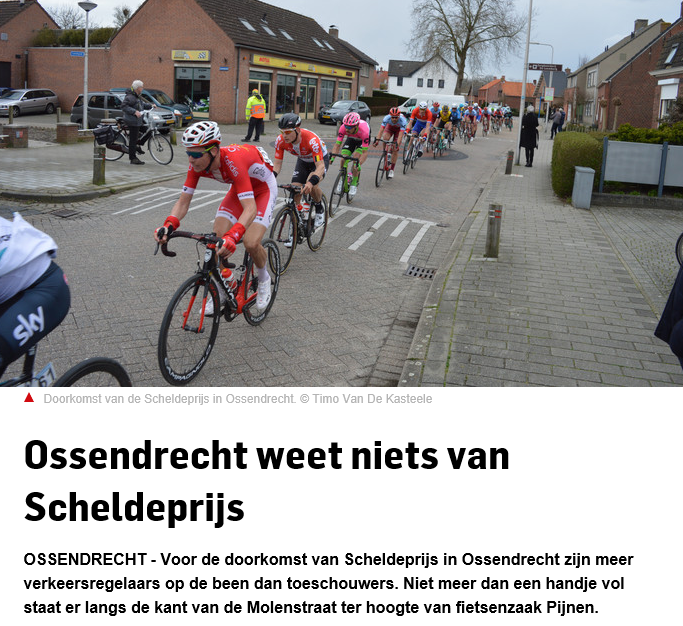 sky
Doorkomst van de Scheldeprijs in Ossendrecht. © Timo Van De Kasteele
Ossendrecht weet niets van
Scheldeprijs
OSSENDRECHT - Voor de doorkomst van Scheldeprijs in Ossendrecht zijn meer
verkeersregelaars op de been dan toeschouwers. Niet meer dan een handje vol
staat er langs de kant van de Molenstraat ter hoogte van fietsenzaak Pijnen.